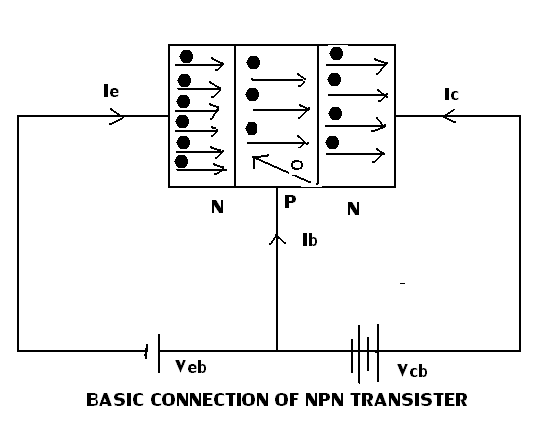 Ie
Ic
N
P
N
Ib
Veb
Vcb
BASIC CONNECTION OF NPN TRANSISTER